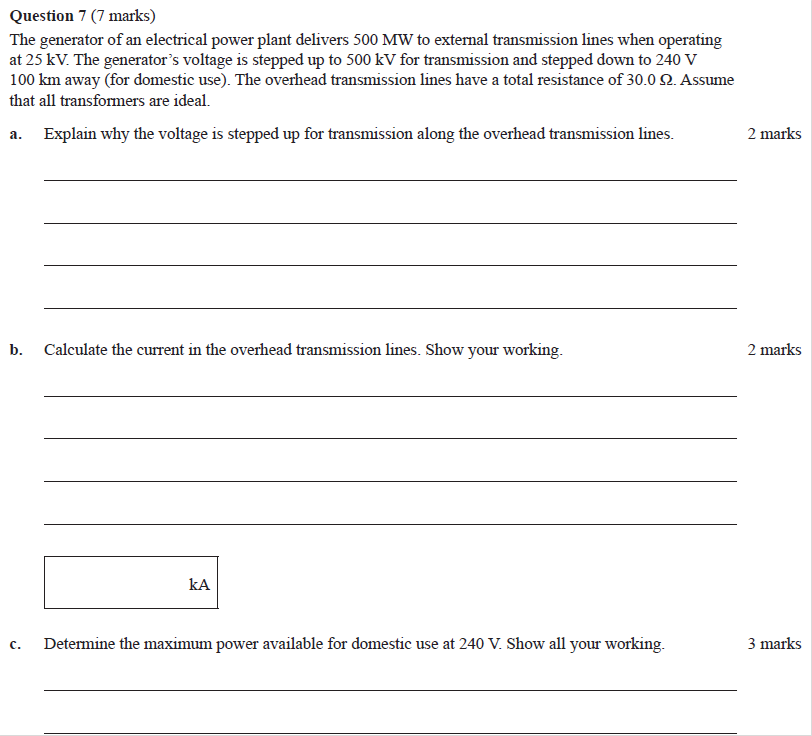 Question 7 (7 marks)
The generator of an electrical power plant delivers 500 MW to external transmission lines when operating
at 25 kV. The generator’s voltage is stepped up to 500 kV for transmission and stepped down to 240 V
100 km away (for domestic use). The overhead transmission lines have a total resistance of 30.0 Ω. Assume
that all transformers are ideal.
a. Explain why the voltage is stepped up for transmission along the overhead transmission lines. 2 marks
b. Calculate the current in the overhead transmission lines. Show your working. 2 marks
kA
c. Determine the maximum power available for domestic use at 240 V. Show all your working. 3 marks